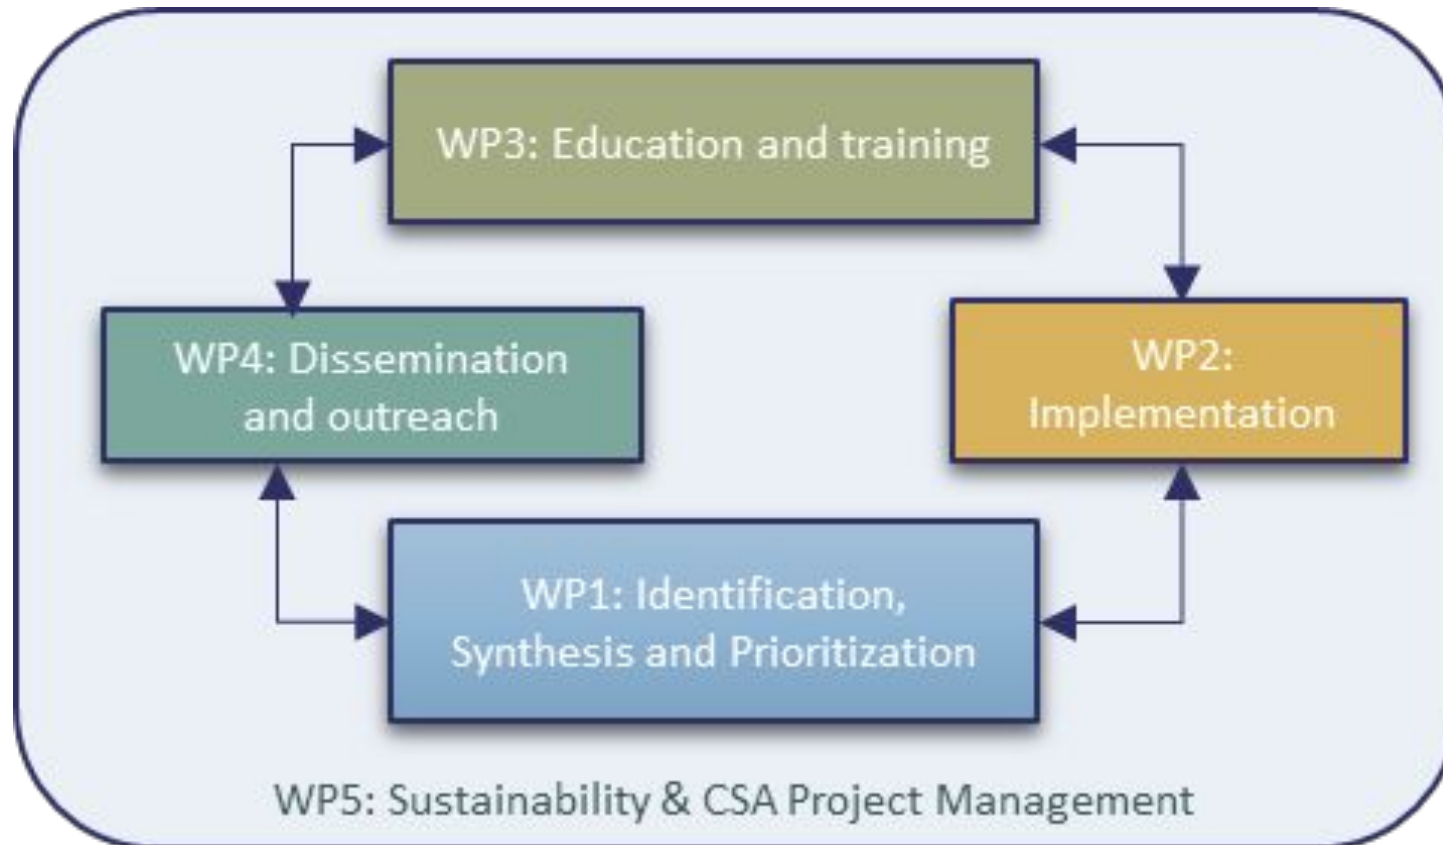 WP3: Education and training
WP4: Dissemination
and outreach
WP2:
Implementation
WP1: Identification,
Synthesis and Prioritization
WP5: Sustainability & CSA Project Management